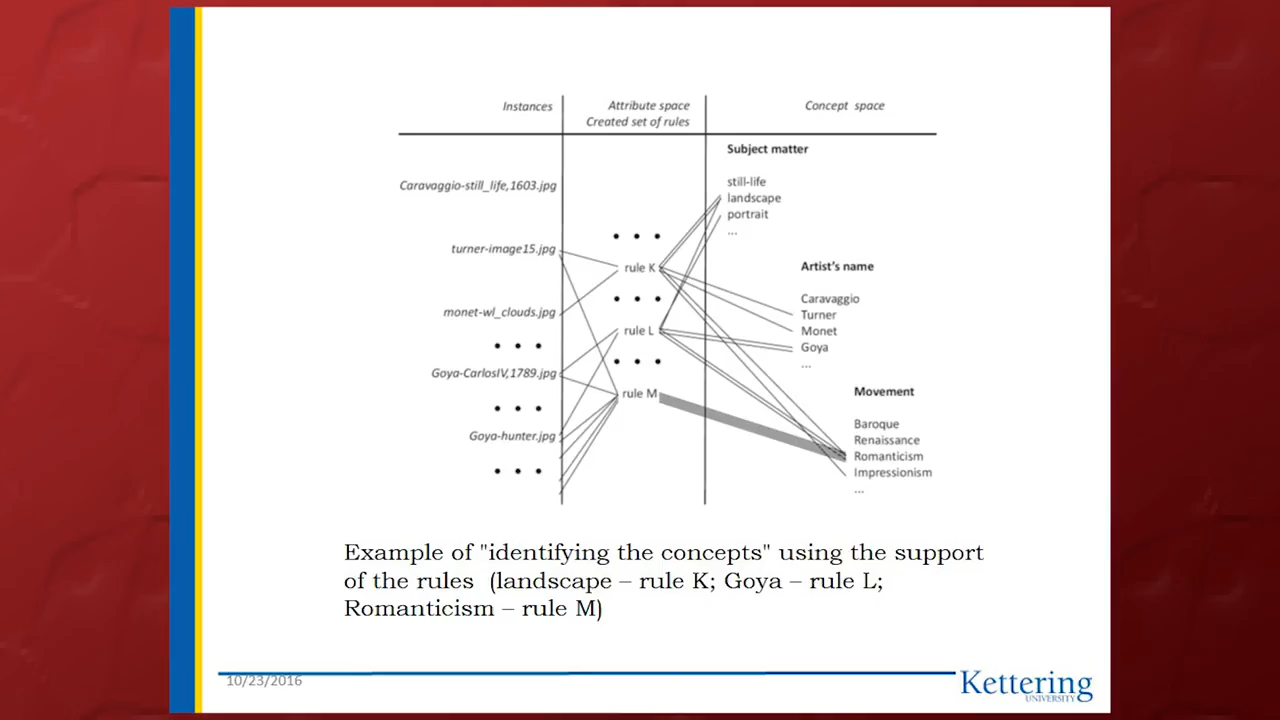 Instances
Attribute space
Created set of rules
Concept space
Subject matter
still-life
landscape
portrait
...
Artist's name
Caravaggio
Turner
Monet
Goya
...
Movement
Baroque
Renaissance
Romanticism
Impressionism
...
Caravaggio-still_life,1603.jpg
turner-image15.jpg
monet-wl_clouds.jpg
Goya-CarlosIV,1789.jpg
Goya-hunter.jpg
rule K
rule L
rule M
Example of "identifying the concepts" using the support
of the rules (landscape – rule K; Goya – rule L;
Romanticism – rule M)
10/23/2016
Kettering
UNIVERSITY